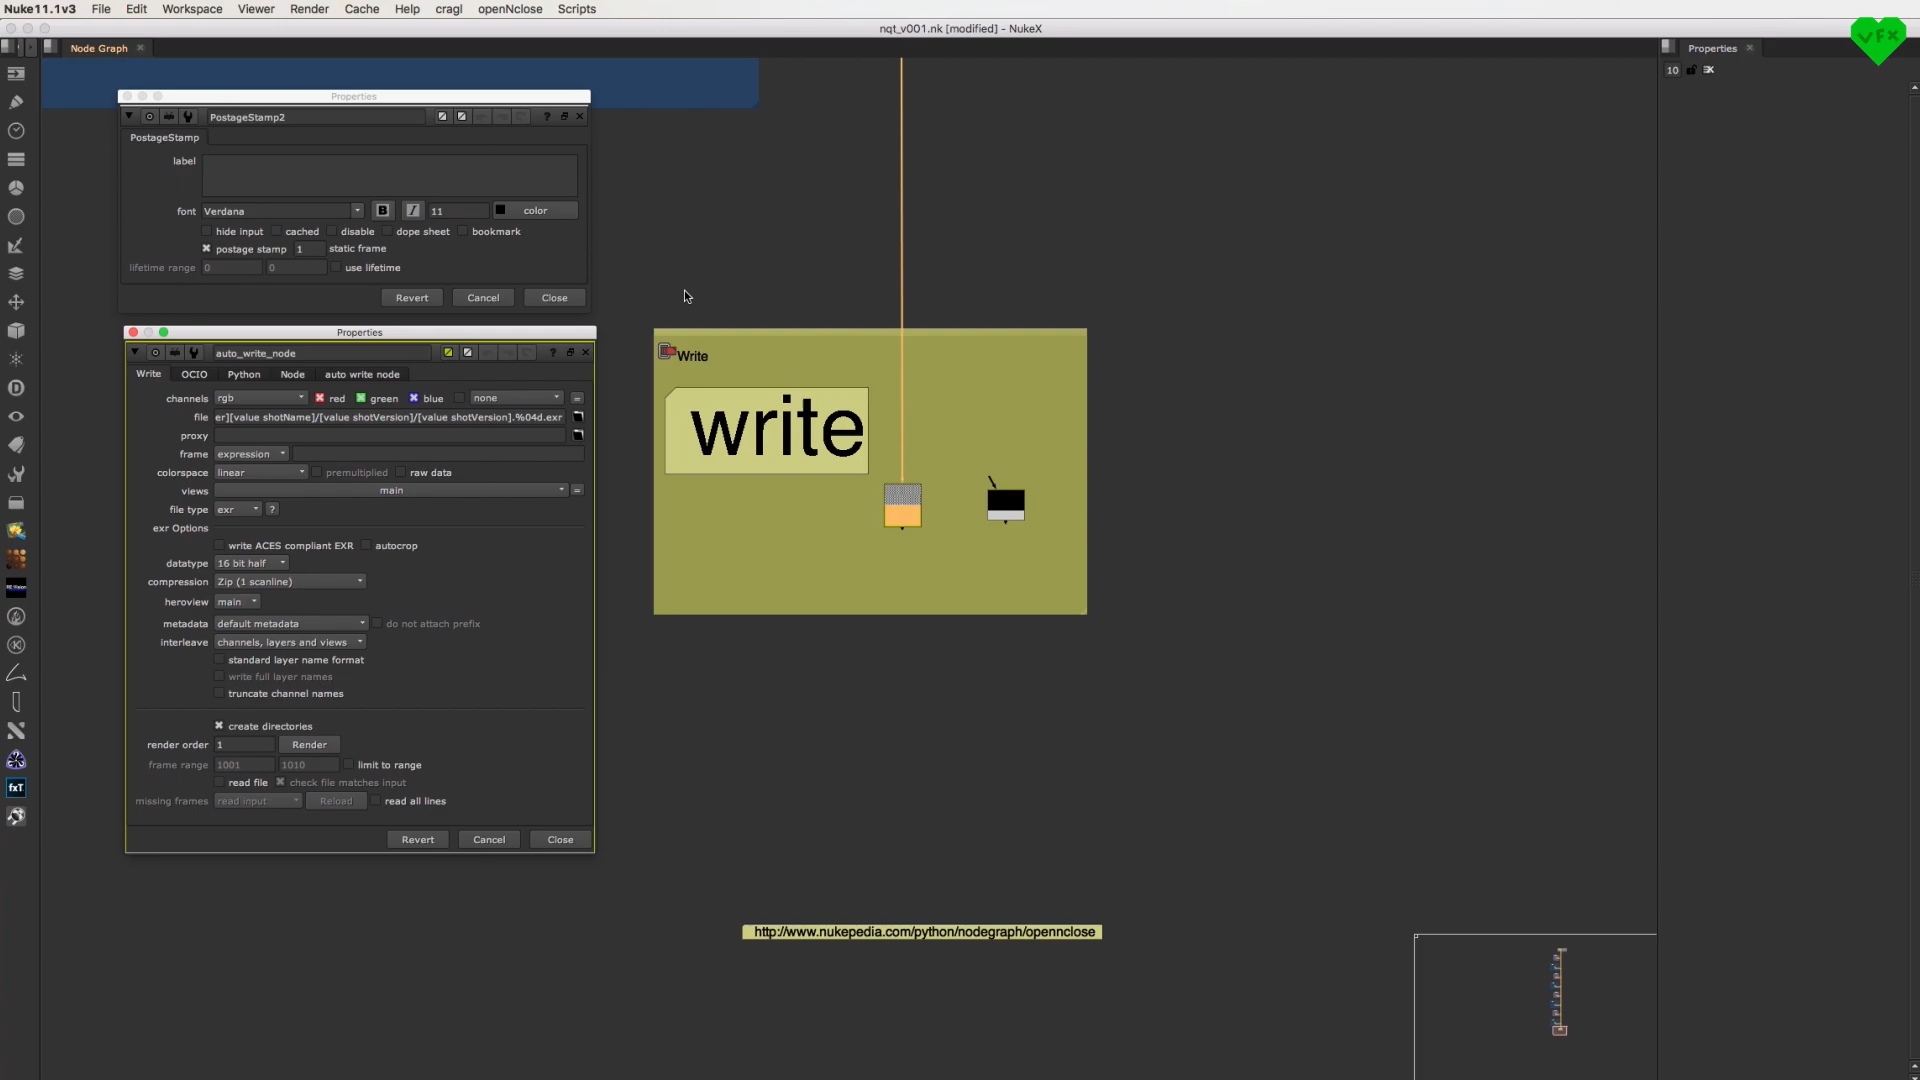 Nuke11.1v3 File Edit Workspace Viewer Render Cache Help cragl openNclose Scripts
nqt_v001.nk [modified] - NukeX
VFX
Node Graph
Properties
10
Properties
PostageStamp2
?
PostageStamp
label
font Verdana B I 11 color
hide input cached disable dope sheet bookmark
postage stamp 1 static frame
lifetime range 0 0 use lifetime
Revert Cancel Close
Properties
auto_write_node
?
Write OCIO Python Node auto write node
channels rgb red green blue none =
file er][value shotName]/[value shotVersion]/[value shotVersion].%04d.exr
proxy
frame expression
colorspace linear premultiplied raw data
views main =
file type exr ?
exr Options
write ACES compliant EXR autocrop
datatype 16 bit half
compression Zip (1 scanline)
heroview main
metadata default metadata do not attach prefix
interleave channels, layers and views
standard layer name format
write full layer names
truncate channel names
create directories
render order 1 Render
frame range 1001 1010 limit to range
read file check file matches input
missing frames read input Reload read all lines
Revert Cancel Close
Write
write
http://www.nukepedia.com/python/nodegraph/opennclose
fxT